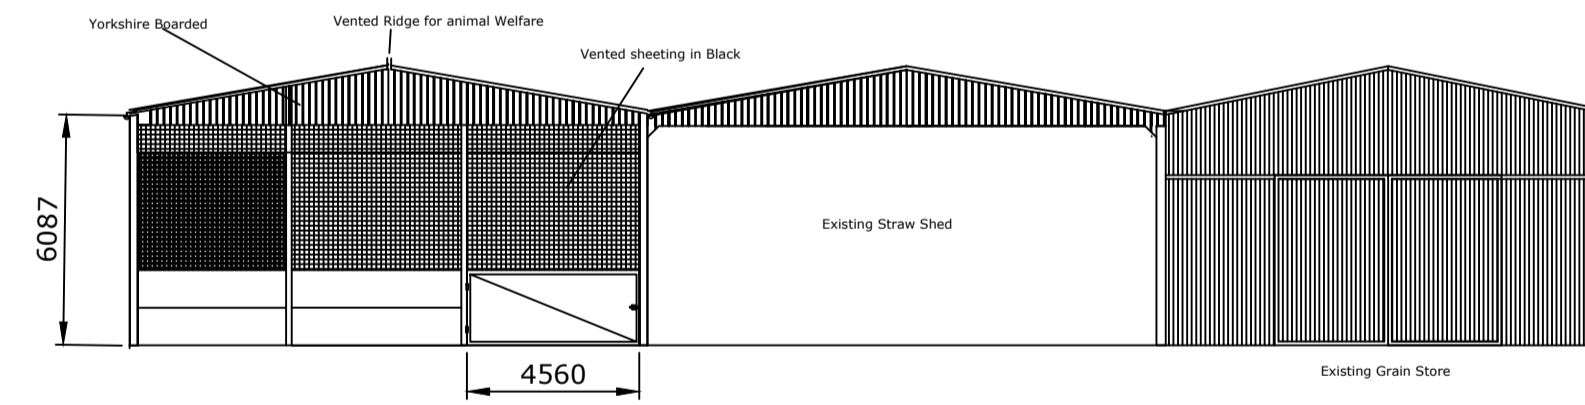 Yorkshire Boarded
Vented Ridge for animal Welfare
Vented sheeting in Black
6087
Existing Straw Shed
4560
Existing Grain Store